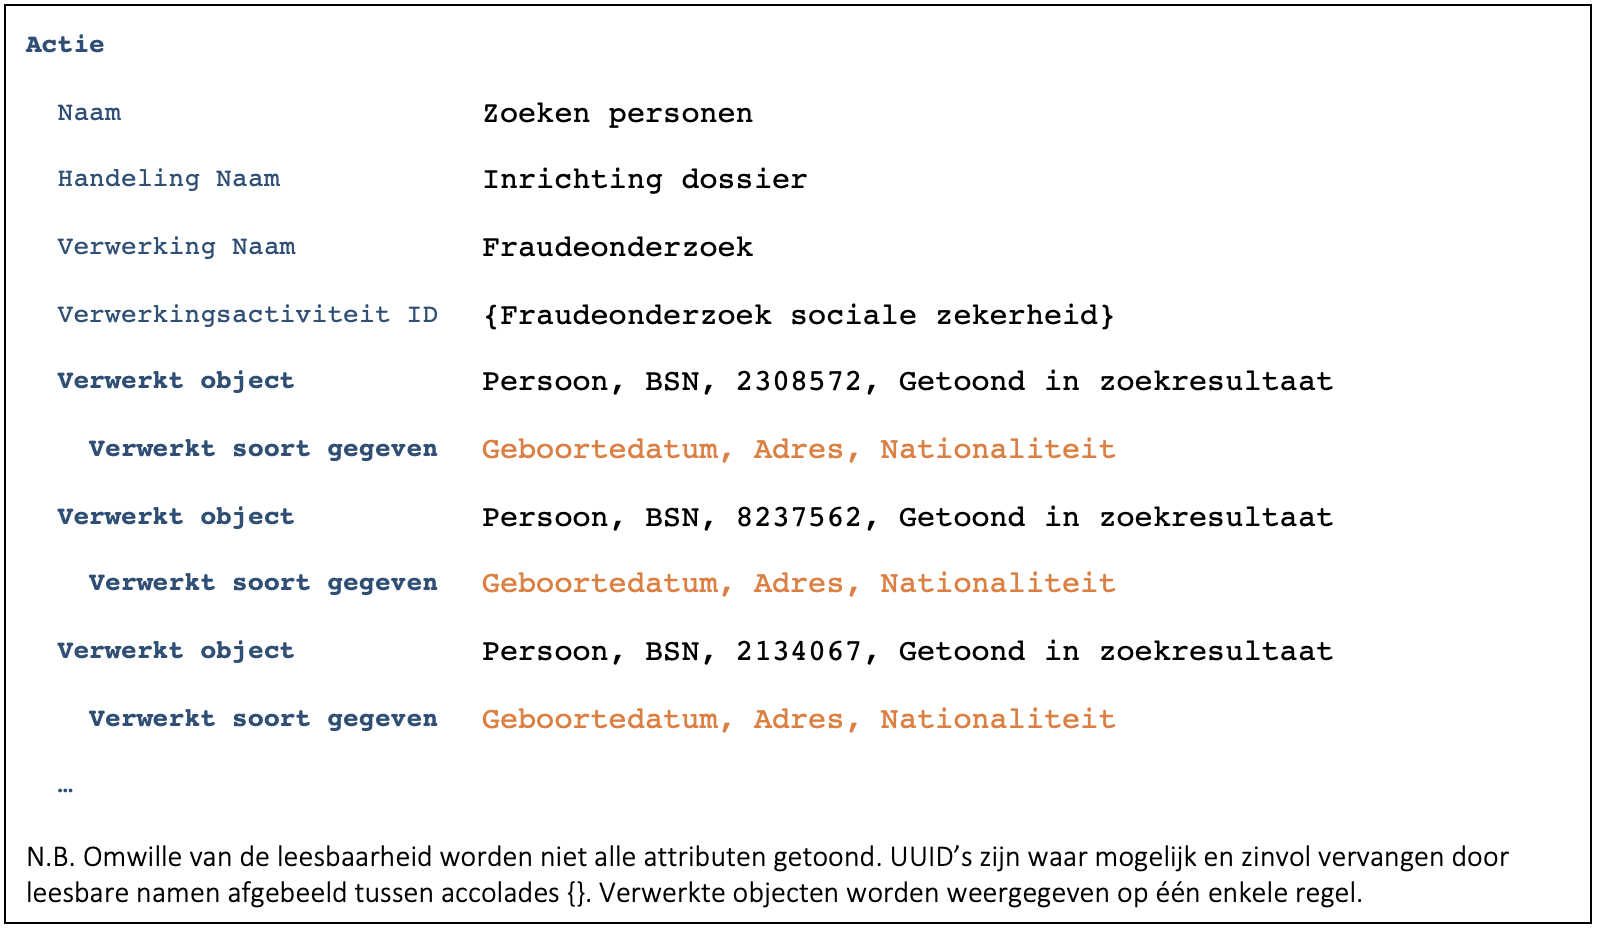 Actie
Naam Zoeken personen
Handeling Naam Inrichting dossier
Verwerking Naam Fraudeonderzoek
Verwerkingsactiviteit ID {Fraudeonderzoek sociale zekerheid}
Verwerkt object Persoon, BSN, 2308572, Getoond in zoekresultaat
Verwerkt soort gegeven Geboortedatum, Adres, Nationaliteit
Verwerkt object Persoon, BSN, 8237562, Getoond in zoekresultaat
Verwerkt soort gegeven Geboortedatum, Adres, Nationaliteit
Verwerkt object Persoon, BSN, 2134067, Getoond in zoekresultaat
Verwerkt soort gegeven Geboortedatum, Adres, Nationaliteit
…
N.B. Omwille van de leesbaarheid worden niet alle attributen getoond. UUID’s zijn waar mogelijk en zinvol vervangen door
leesbare namen afgebeeld tussen accolades {}. Verwerkte objecten worden weergegeven op één enkele regel.